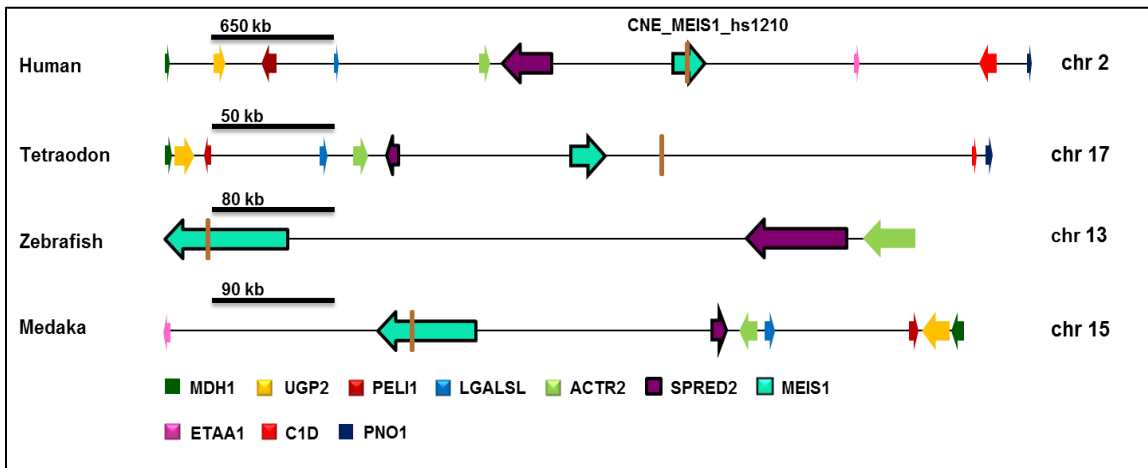 650 kb
CNE_MEIS1_hs1210
Human
chr 2
50 kb
Tetraodon
chr 17
80 kb
Zebrafish
chr 13
90 kb
Medaka
chr 15
MDH1 UGP2 PELI1 LGALSL ACTR2 SPRED2 MEIS1
ETAA1 C1D PNO1